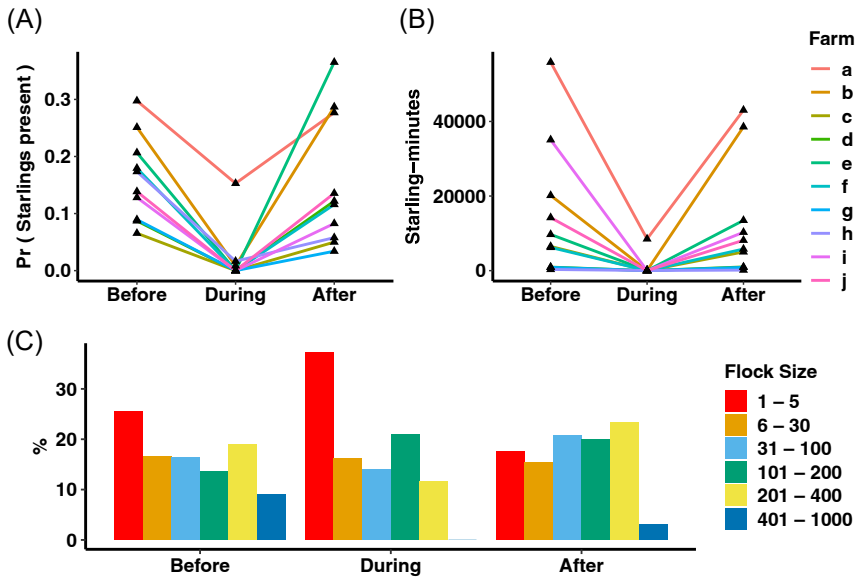 (A)
Pr ( Starlings present )
0.3
0.2
0.1
0.0
Before During After
(B)
Starling−minutes
40000
20000
0
Before During After
Farm
a
b
c
d
e
f
g
h
i
j
(C)
%
30
20
10
0
Before During After
Flock Size
1 − 5
6 − 30
31 − 100
101 − 200
201 − 400
401 − 1000